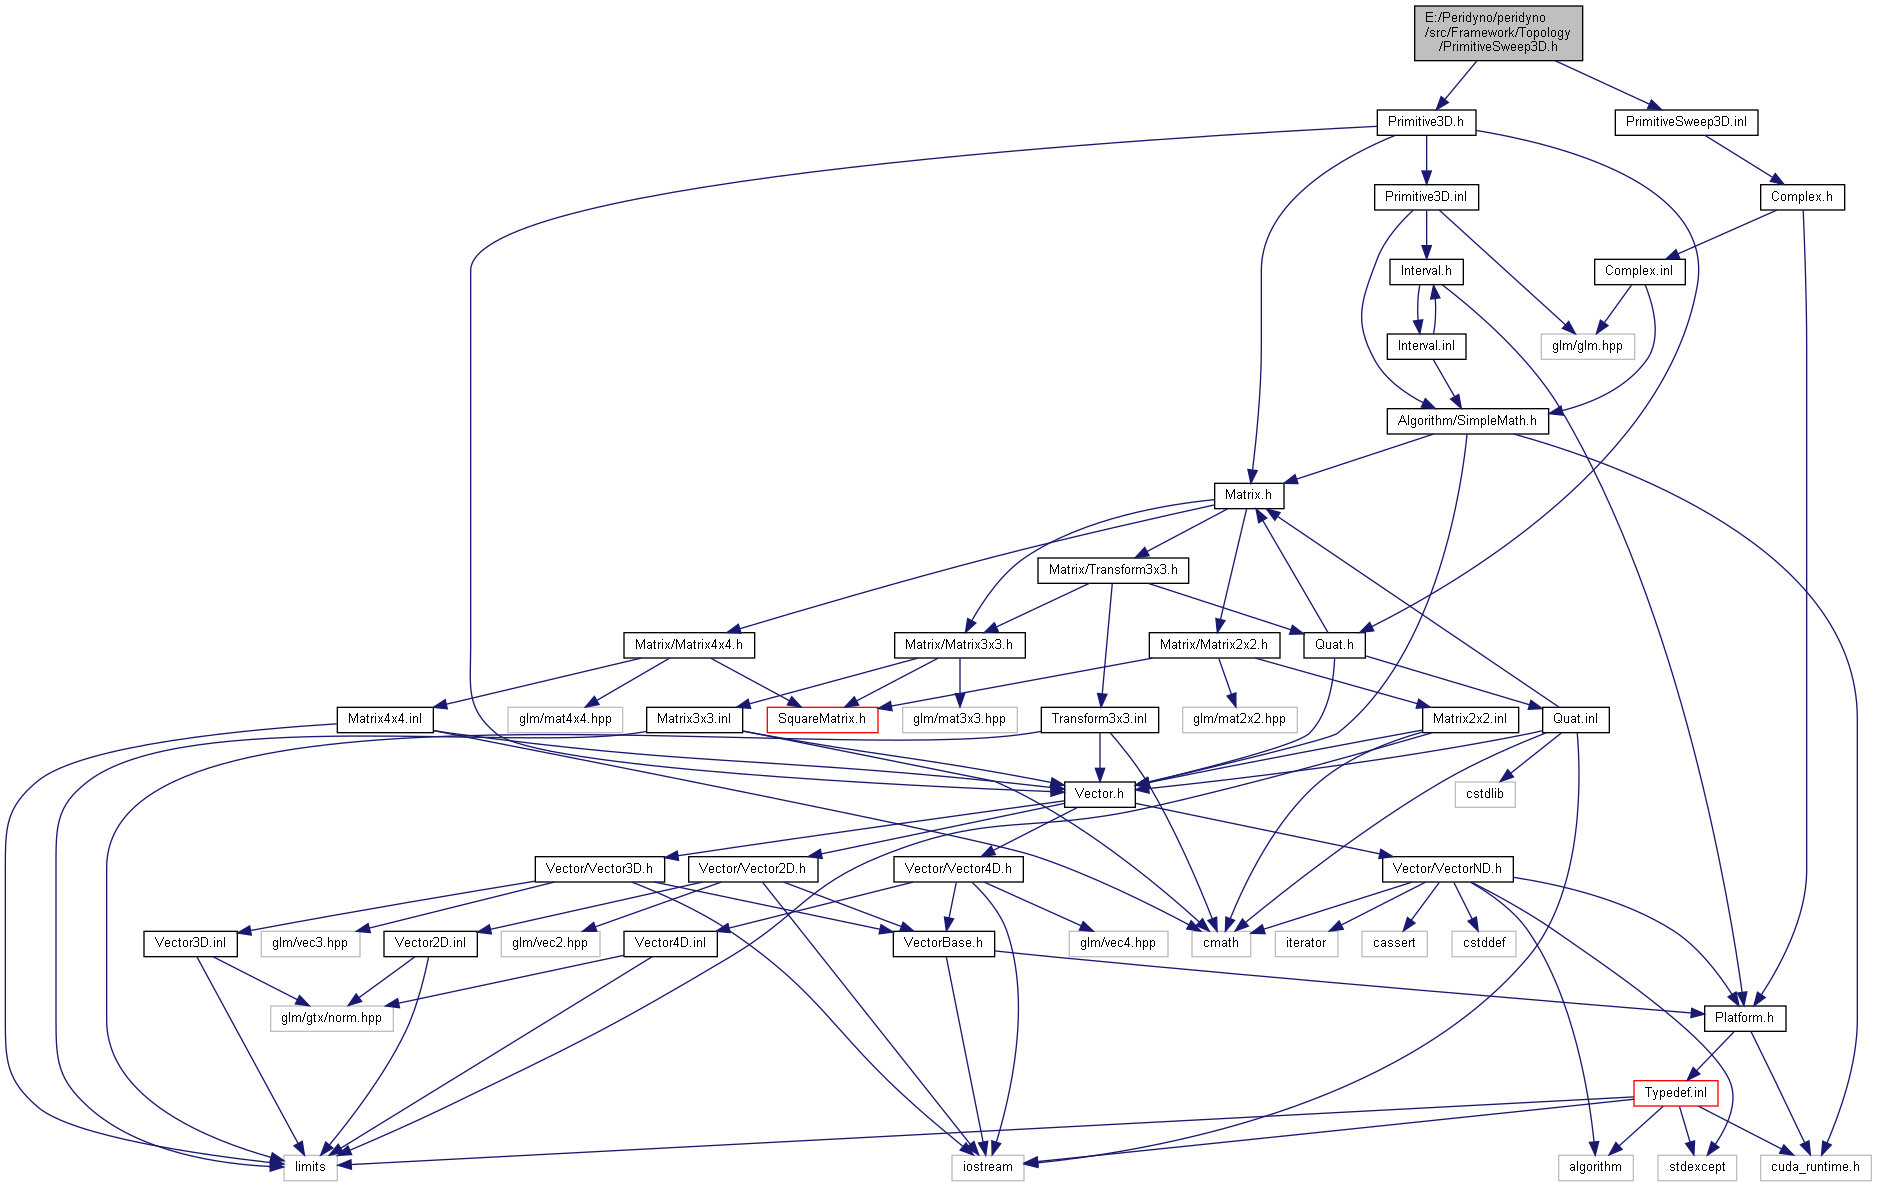 E:/Peridyno/peridyno
/src/Framework/Topology
/PrimitiveSweep3D.h
Primitive3D.h
PrimitiveSweep3D.inl
Primitive3D.inl
Complex.h
Interval.h
Complex.inl
Interval.inl
glm/glm.hpp
Algorithm/SimpleMath.h
Matrix.h
Matrix/Transform3x3.h
Matrix/Matrix4x4.h
Matrix/Matrix3x3.h
Matrix/Matrix2x2.h
Quat.h
Matrix4x4.inl
glm/mat4x4.hpp
Matrix3x3.inl
SquareMatrix.h
glm/mat3x3.hpp
Transform3x3.inl
glm/mat2x2.hpp
Matrix2x2.inl
Quat.inl
Vector.h
cstdlib
Vector/Vector3D.h
Vector/Vector2D.h
Vector/Vector4D.h
Vector/VectorND.h
Vector3D.inl
glm/vec3.hpp
Vector2D.inl
glm/vec2.hpp
Vector4D.inl
VectorBase.h
glm/vec4.hpp
cmath
iterator
cassert
cstddef
glm/gtx/norm.hpp
Platform.h
Typedef.inl
limits
iostream
algorithm
stdexcept
cuda_runtime.h